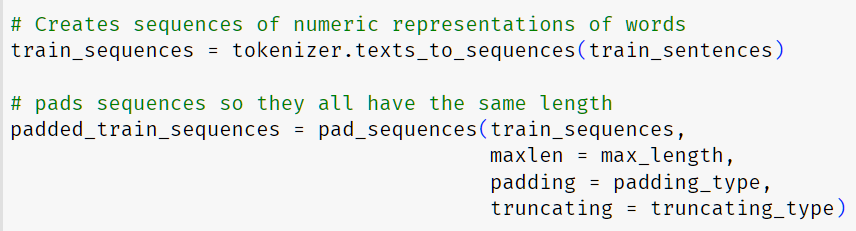 # Creates sequences of numeric representations of words
train_sequences = tokenizer.texts_to_sequences(train_sentences)
# pads sequences so they all have the same length
padded_train_sequences = pad_sequences(train_sequences,
maxlen = max_length,
padding = padding_type,
truncating = truncating_type)